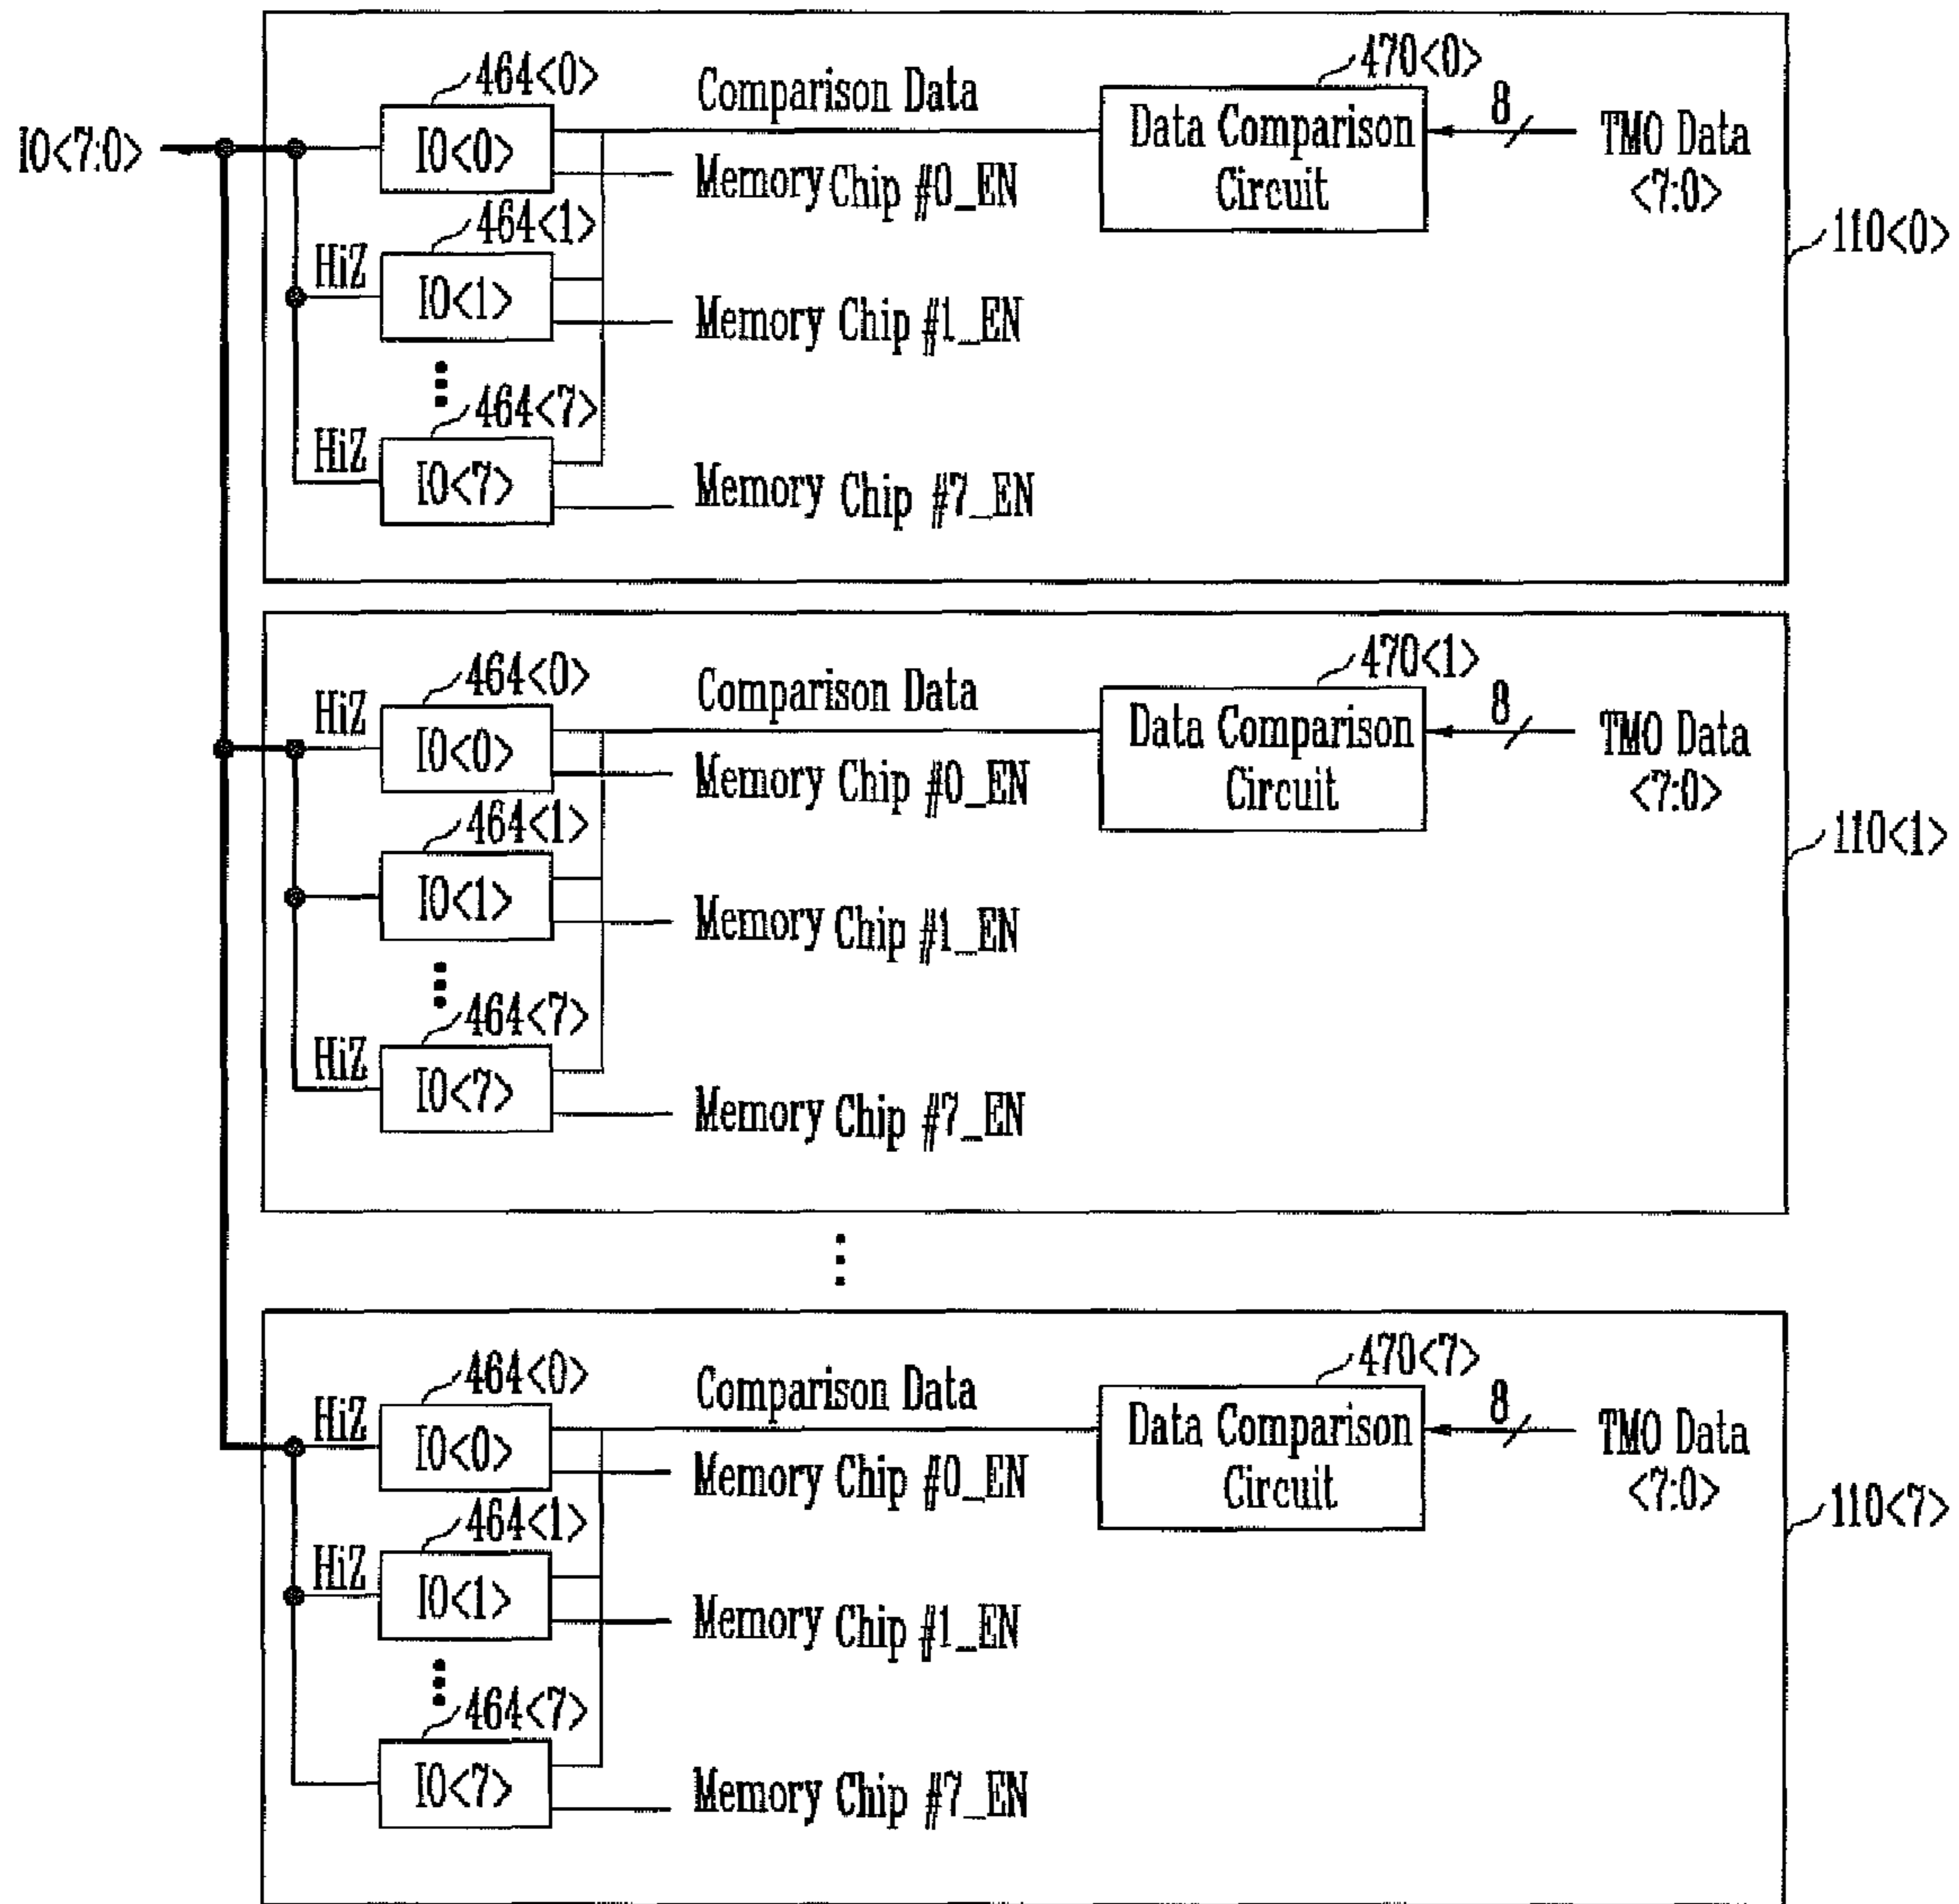 464<0>
470<0>
Comparison Data
IO<7:0>
IO<0>
Data Comparison
Circuit
8
TMO Data
<7:0>
Memory Chip #0_EN
110<0>
464<1>
HiZ
IO<1>
Memory Chip #1_EN
464<7>
HiZ
IO<7>
Memory Chip #7_EN
464<0>
470<1>
HiZ
Comparison Data
IO<0>
Data Comparison
Circuit
8
TMO Data
<7:0>
Memory Chip #0_EN
110<1>
464<1>
IO<1>
Memory Chip #1_EN
464<7>
HiZ
IO<7>
Memory Chip #7_EN
464<0>
470<7>
HiZ
Comparison Data
IO<0>
Data Comparison
Circuit
8
TMO Data
<7:0>
Memory Chip #0_EN
110<7>
464<1>
HiZ
IO<1>
Memory Chip #1_EN
464<7>
IO<7>
Memory Chip #7_EN